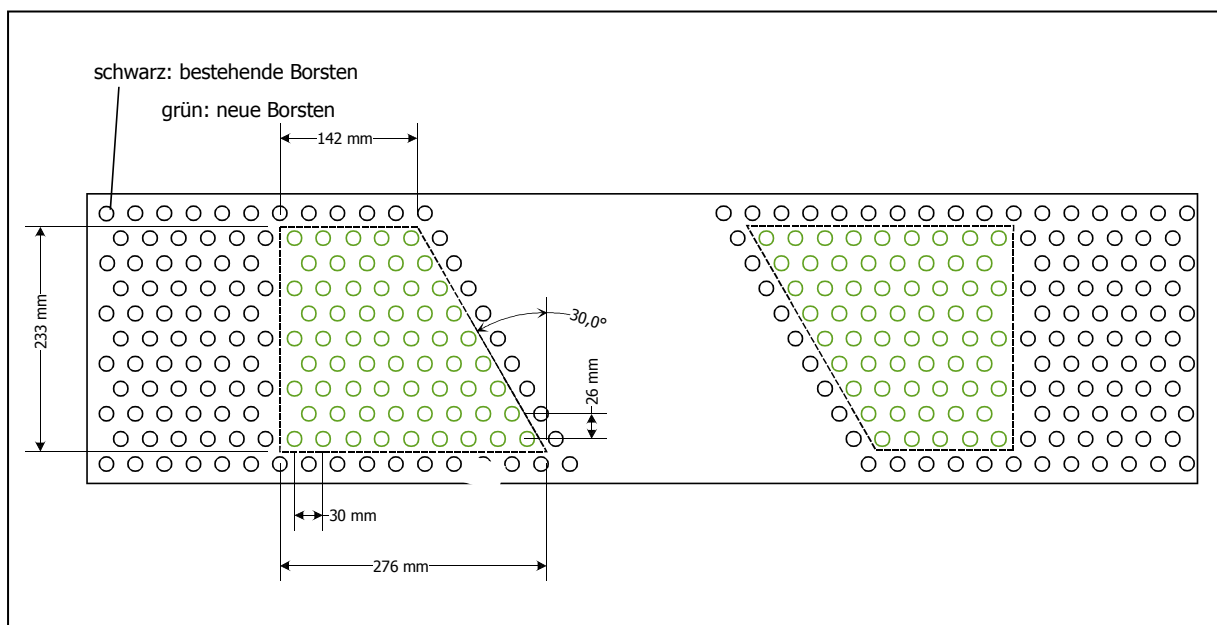 schwarz: bestehende Borsten
grün: neue Borsten
142 mm
233 mm
30,0°
26 mm
30 mm
276 mm